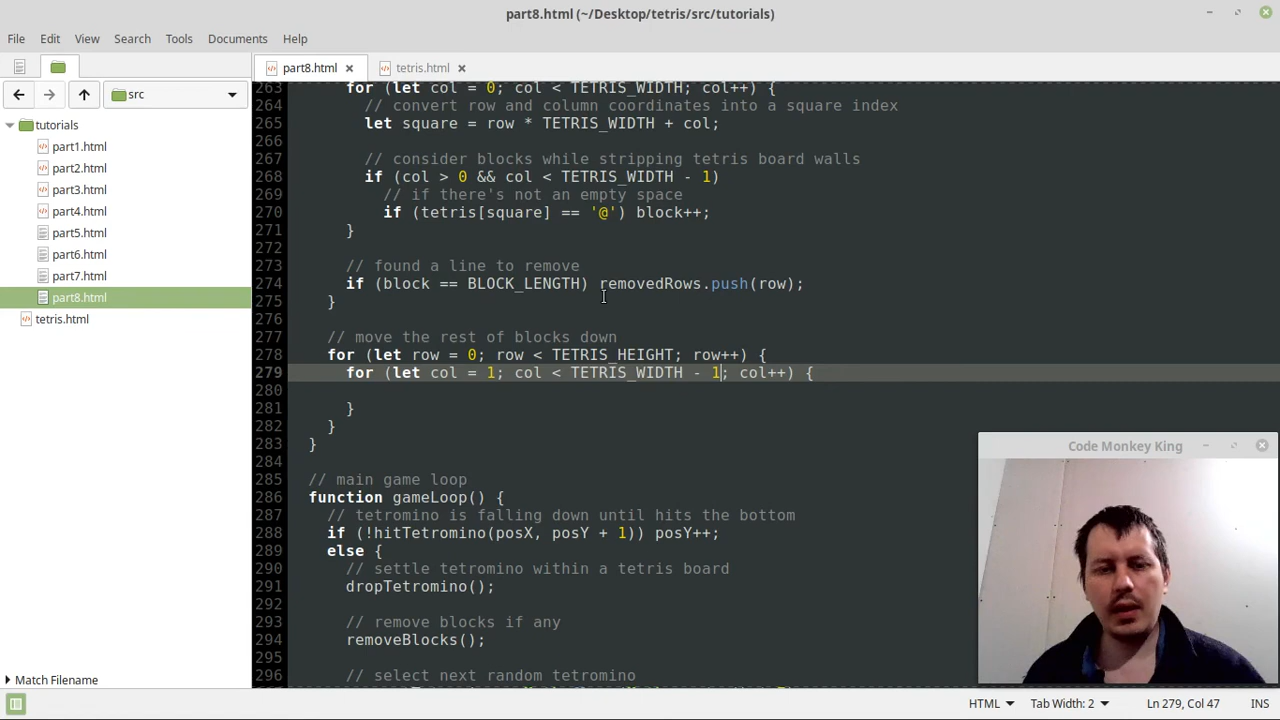 part8.html (~/Desktop/tetris/src/tutorials)
File Edit View Search Tools Documents Help
part8.html tetris.html
src
tutorials
part1.html
part2.html
part3.html
part4.html
part5.html
part6.html
part7.html
part8.html
tetris.html
Match Filename
263 for (let col = 0; col < TETRIS_WIDTH; col++) {
264 // convert row and column coordinates into a square index
265 let square = row * TETRIS_WIDTH + col;
266
267 // consider blocks while stripping tetris board walls
268 if (col > 0 && col < TETRIS_WIDTH - 1)
269 // if there's not an empty space
270 if (tetris[square] == '@') block++;
271 }
272
273 // found a line to remove
274 if (block == BLOCK_LENGTH) removedRows.push(row);
275 }
276
277 // move the rest of blocks down
278 for (let row = 0; row < TETRIS_HEIGHT; row++) {
279 for (let col = 1; col < TETRIS_WIDTH - 1; col++) {
280
281 }
282 }
283 }
284
285 // main game loop
286 function gameLoop() {
287 // tetromino is falling down until hits the bottom
288 if (!hitTetromino(posX, posY + 1)) posY++;
289 else {
290 // settle tetromino within a tetris board
291 dropTetromino();
292
293 // remove blocks if any
294 removeBlocks();
295
296 // select next random tetromino
Code Monkey King
HTML Tab Width: 2 Ln 279, Col 47 INS